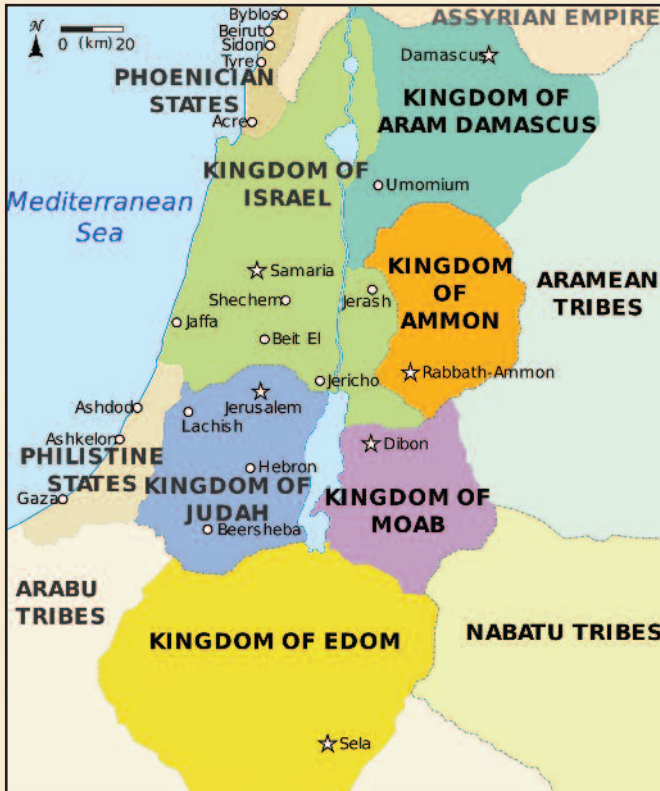 Byblos
ASSYRIAN EMPIRE
N
0 (km) 20
Beirut
Sidon
Tyre
Damascus
PHOENICIAN
STATES
KINGDOM OF
ARAM DAMASCUS
Acre
KINGDOM OF
ISRAEL
Umomium
Mediterranean
Sea
Samaria
KINGDOM
OF
AMMON
ARAMEAN
TRIBES
Shechem
Jerash
Jaffa
Beit El
Rabbath-Ammon
Jericho
Jerusalem
Ashdod
Lachish
Ashkelon
Dibon
PHILISTINE
STATES
Hebron
Gaza
KINGDOM OF
JUDAH
KINGDOM OF
MOAB
Beersheba
ARABU
TRIBES
KINGDOM OF EDOM
NABATU TRIBES
Sela